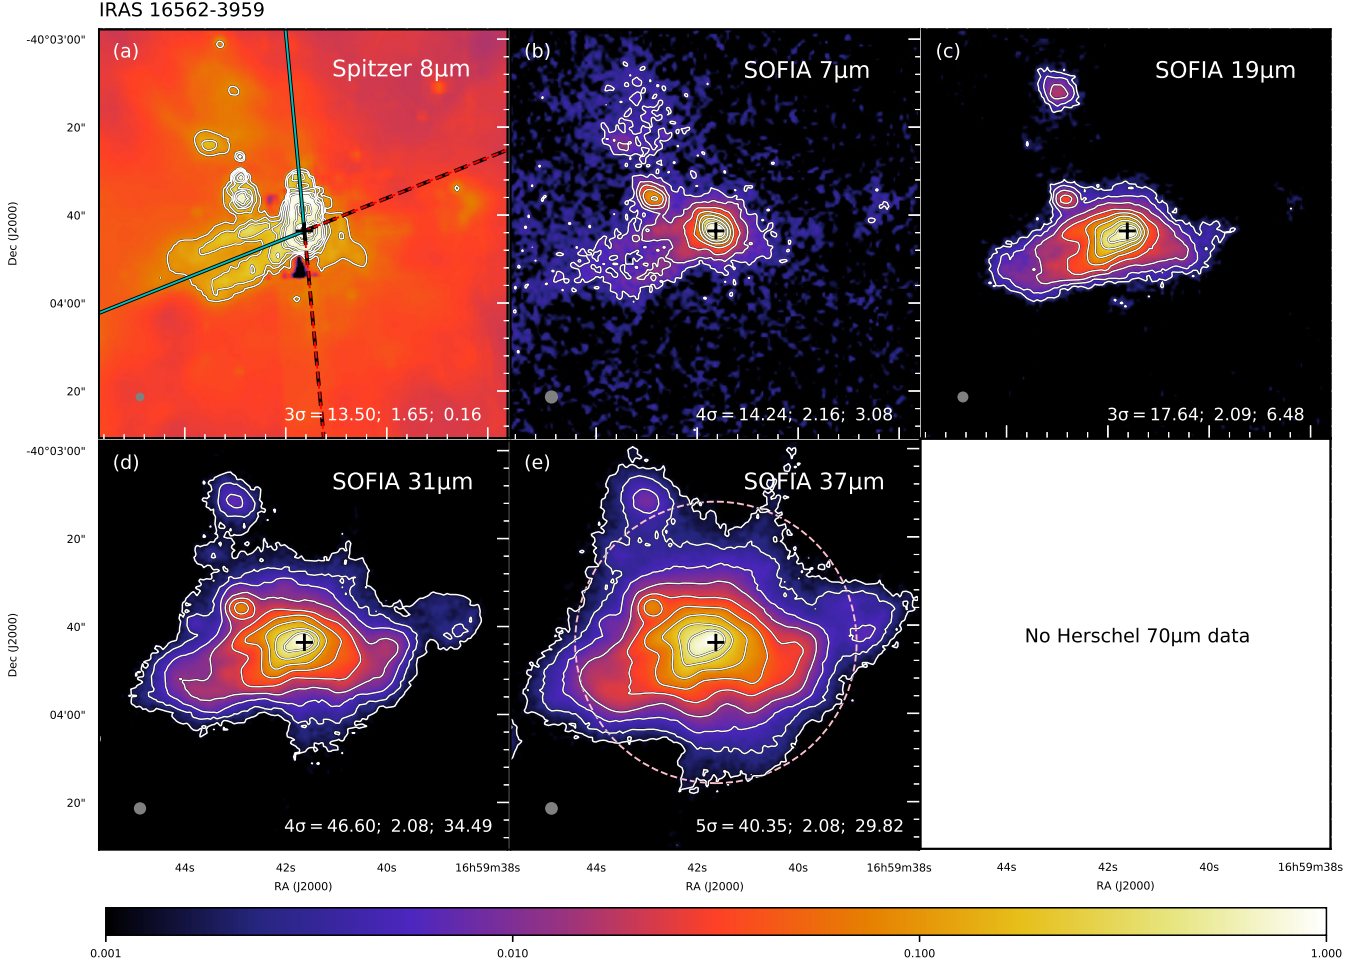 IRAS 16562-3959
(a)
Spitzer 8μm
(b)
SOFIA 7μm
(c)
SOFIA 19μm
-40°03'00"
20"
40"
04'00"
20"
Dec (J2000)
3σ = 13.50; 1.65; 0.16
4σ = 14.24; 2.16; 3.08
3σ = 17.64; 2.09; 6.48
(d)
SOFIA 31μm
(e)
SOFIA 37μm
-40°03'00"
20"
40"
04'00"
20"
Dec (J2000)
No Herschel 70μm data
4σ = 46.60; 2.08; 34.49
5σ = 40.35; 2.08; 29.82
44s 42s 40s 16h59m38s
44s 42s 40s 16h59m38s
44s 42s 40s 16h59m38s
RA (J2000)
RA (J2000)
RA (J2000)
0.001 0.010 0.100 1.000